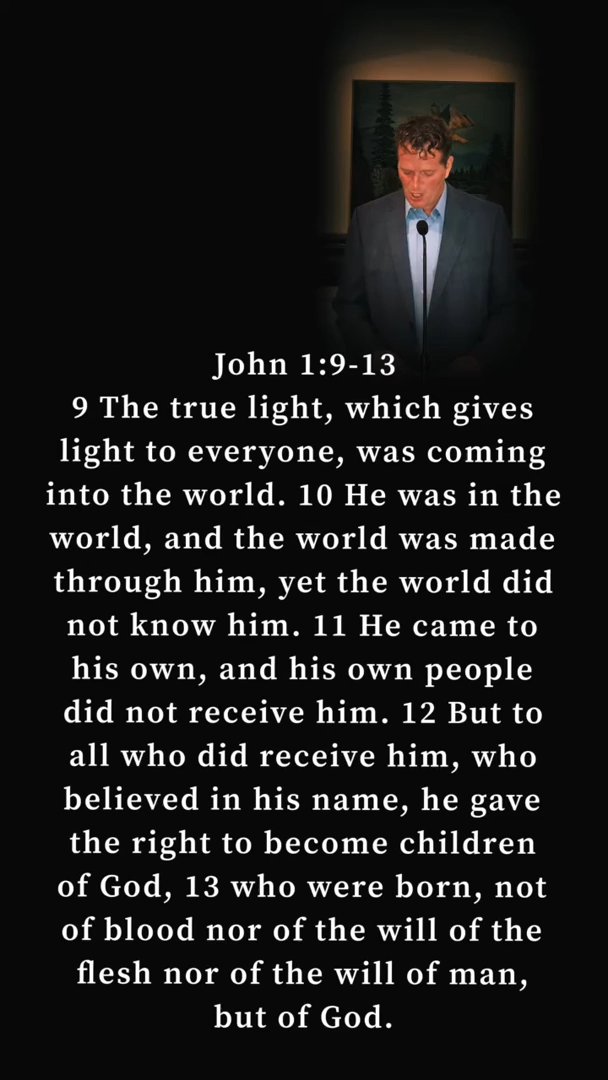 John 1:9-13
9 The true light, which gives
light to everyone, was coming
into the world. 10 He was in the
world, and the world was made
through him, yet the world did
not know him. 11 He came to
his own, and his own people
did not receive him. 12 But to
all who did receive him, who
believed in his name, he gave
the right to become children
of God, 13 who were born, not
of blood nor of the will of the
flesh nor of the will of man,
but of God.